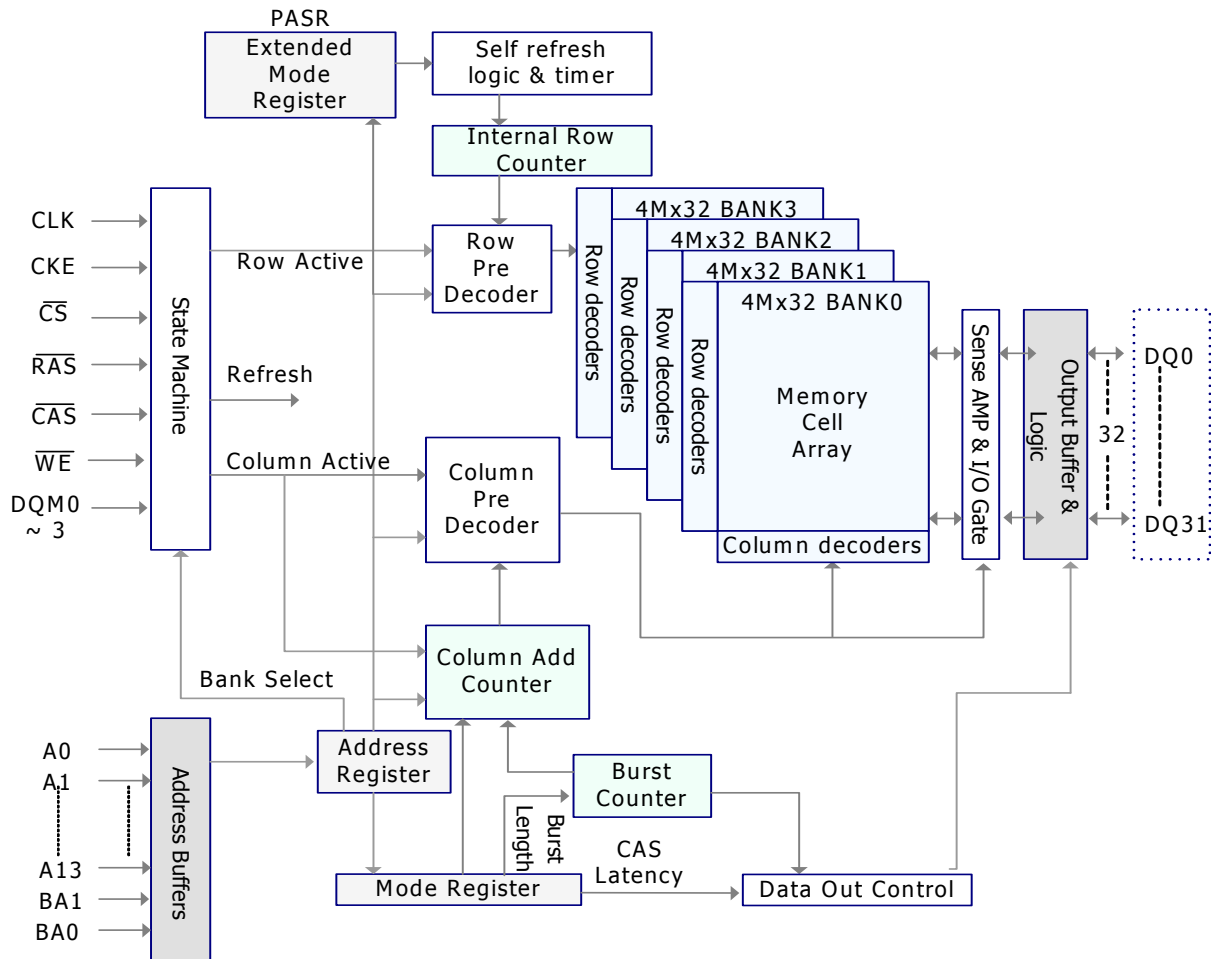 PASR
Extended
Mode
Register
Self refresh
logic & timer
Internal Row
Counter
4Mx32 BANK3
4Mx32 BANK2
4Mx32 BANK1
4Mx32 BANK0
Row decoders
Row decoders
Row decoders
Row decoders
Memory
Cell
Array
Column decoders
Row
Pre
Decoder
CLK
CKE
CS
RAS
CAS
WE
DQM0
~ 3
State Machine
Row Active
Refresh
Column Active
Column
Pre
Decoder
Sense AMP & I/O Gate
Output Buffer &
Logic
DQ0
32
DQ31
Column Add
Counter
Bank Select
A0
A1
A13
BA1
BA0
Address Buffers
Address
Register
Burst
Counter
Burst
Length
CAS
Latency
Mode Register
Data Out Control